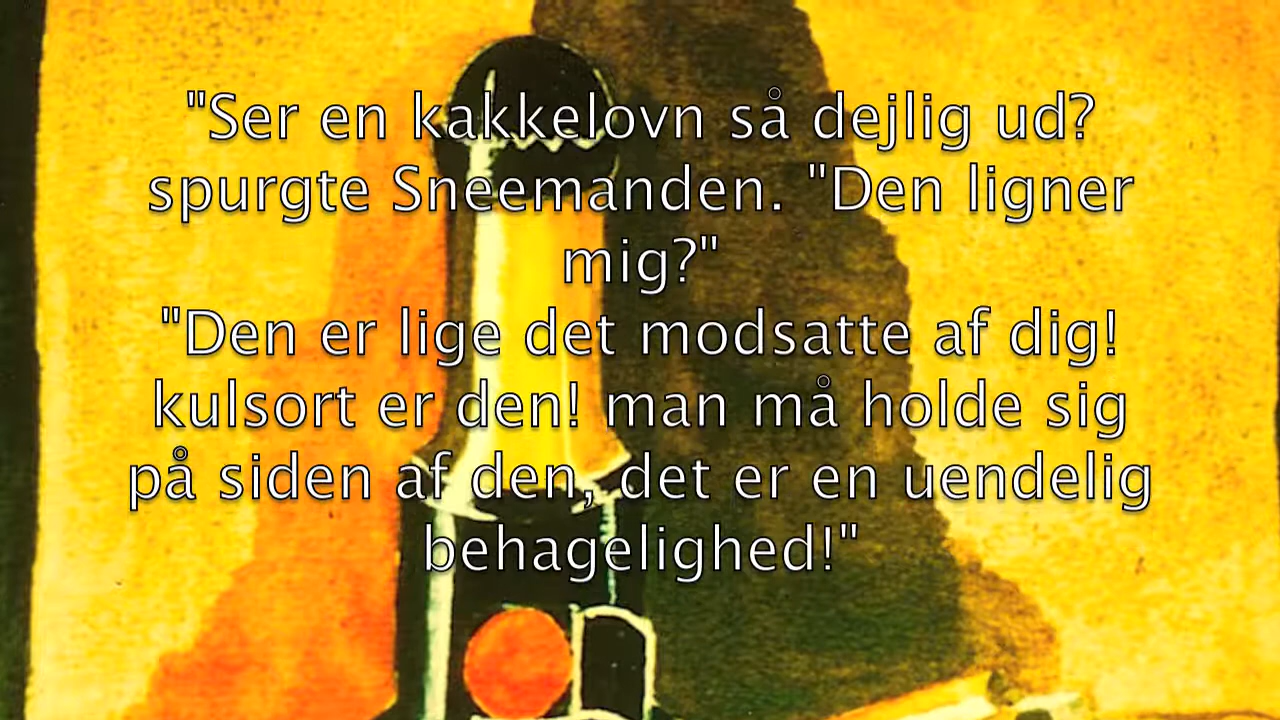 "Ser en kakkelovn så dejlig ud?
spurgte Sneemanden. "Den ligner
mig?"
"Den er lige det modsatte af dig!
kulsort er den! man må holde sig
på siden af den, det er en uendelig
behagelighed!"